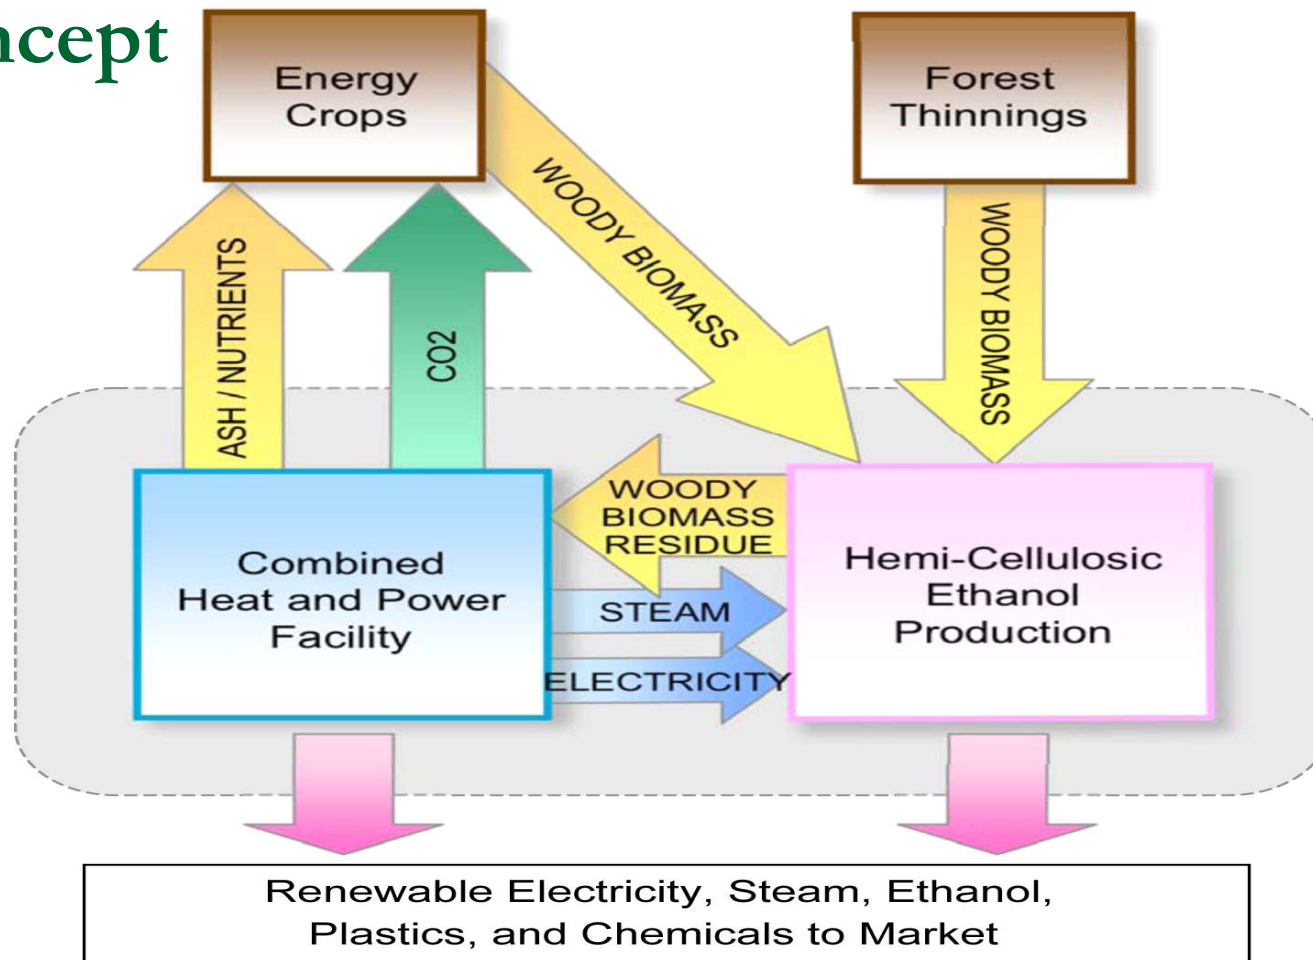 ncept
Energy
Crops
Forest
Thinnings
WOODY BIOMASS
WOODY BIOMASS
ASH / NUTRIENTS
CO2
WOODY
BIOMASS
RESIDUE
STEAM
ELECTRICITY
Combined
Heat and Power
Facility
Hemi-Cellulosic
Ethanol
Production
Renewable Electricity, Steam, Ethanol,
Plastics, and Chemicals to Market